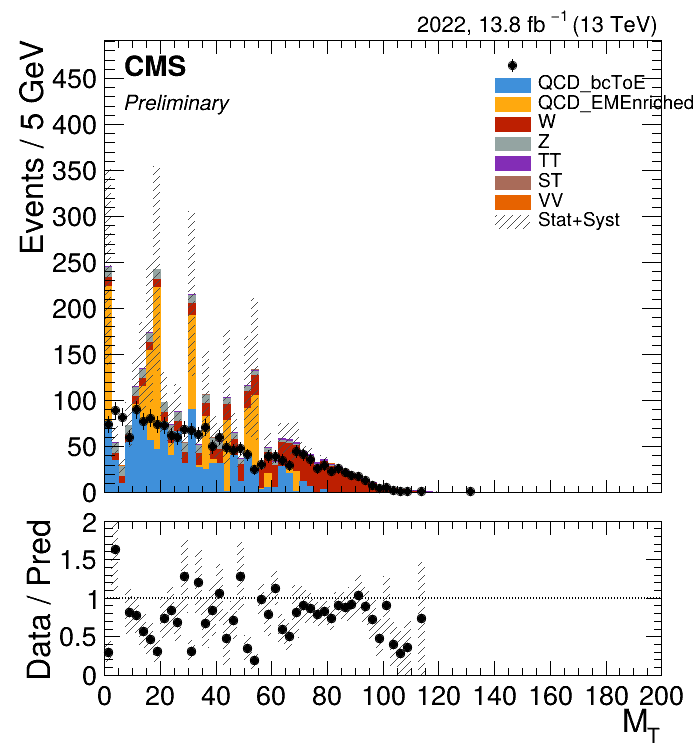 2022, 13.8 fb⁻¹ (13 TeV)
CMS
Preliminary
QCD_bcToE
QCD_EMEnriched
W
Z
TT
ST
VV
Stat+Syst
Events / 5 GeV
450
400
350
300
250
200
150
100
50
0
Data / Pred
2
1.5
1
0.5
0
0 20 40 60 80 100 120 140 160 180 200
M_T